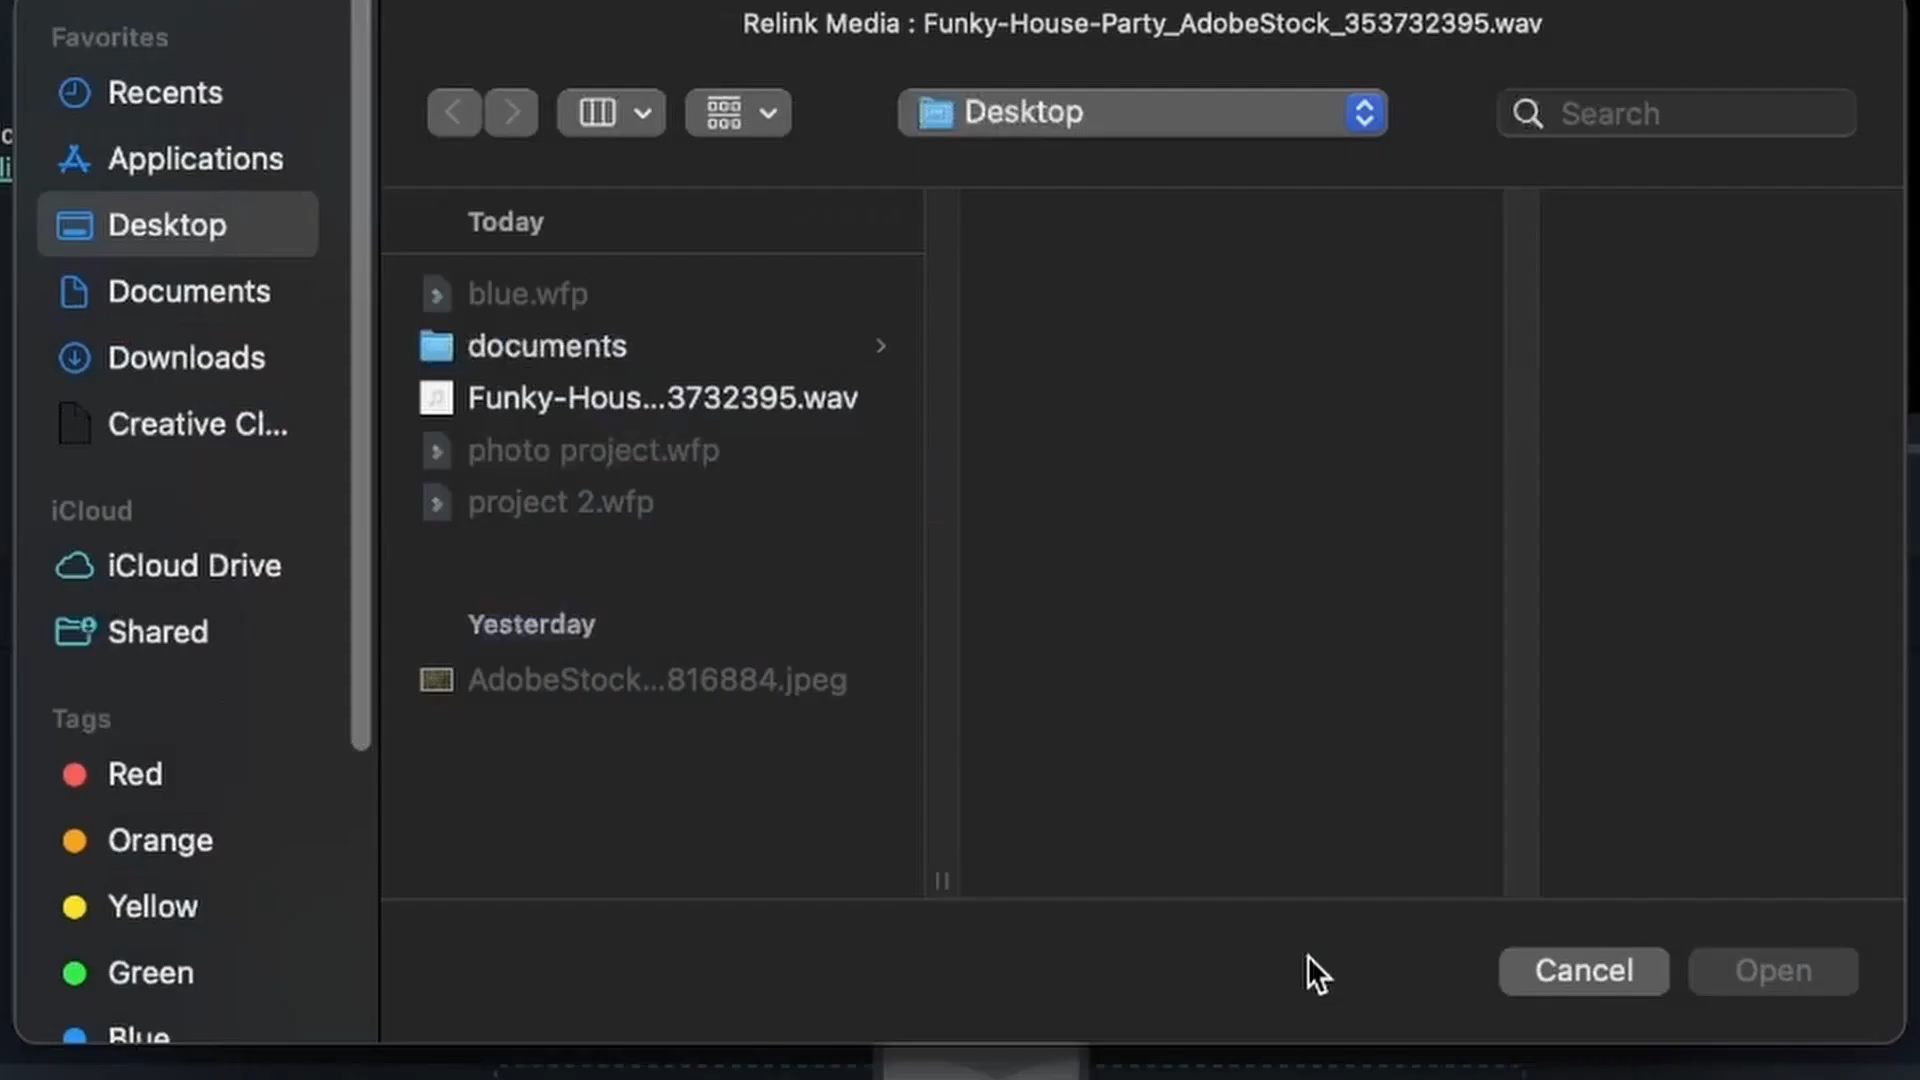 Relink Media : Funky-House-Party_AdobeStock_353732395.wav
Favorites
Recents
Applications
Desktop
Documents
Downloads
Creative Cl...
iCloud
iCloud Drive
Shared
Tags
Red
Orange
Yellow
Green
Blue
Desktop
Search
Today
blue.wfp
documents
Funky-Hous...3732395.wav
photo project.wfp
project 2.wfp
Yesterday
AdobeStock...816884.jpeg
Cancel
Open